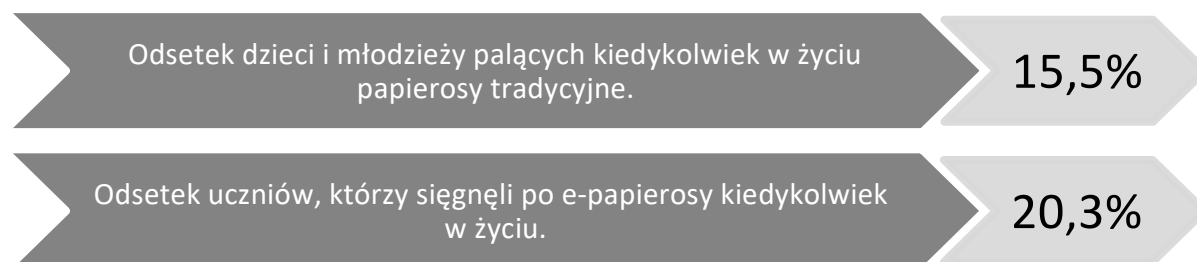 Odsetek dzieci i młodzieży palących kiedykolwiek w życiu
papierosy tradycyjne.
15,5%
Odsetek uczniów, którzy sięgnęli po e-papierosy kiedykolwiek
w życiu.
20,3%